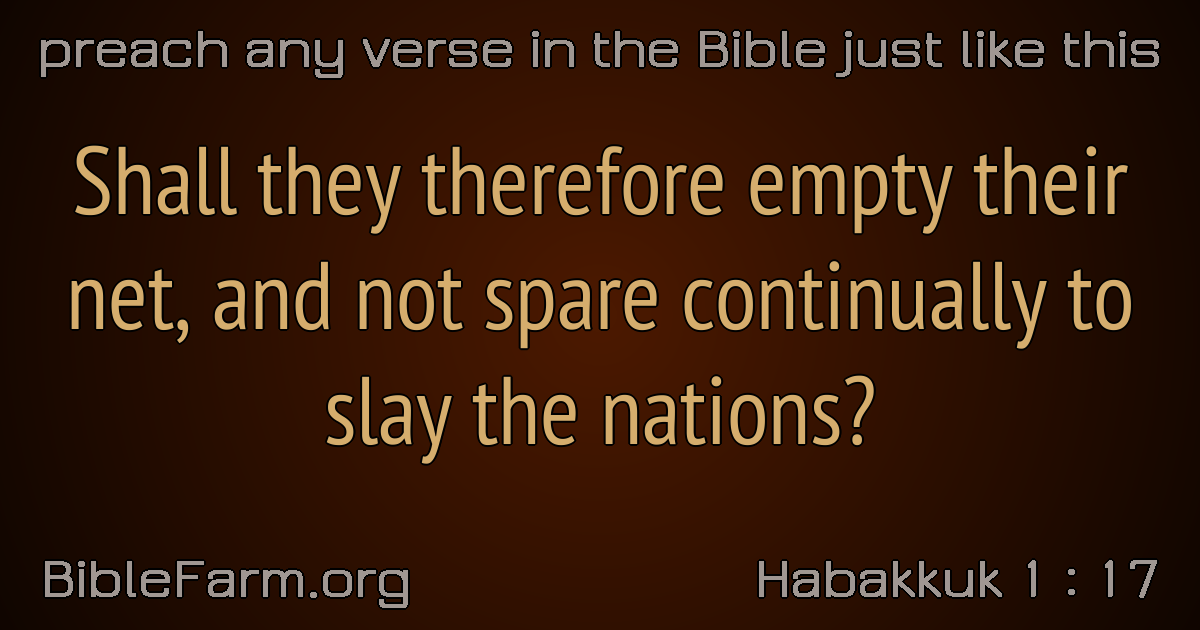 preach any verse in the Bible just like this
Shall they therefore empty their
net, and not spare continually to
slay the nations?
BibleFarm.org
Habakkuk 1 : 17